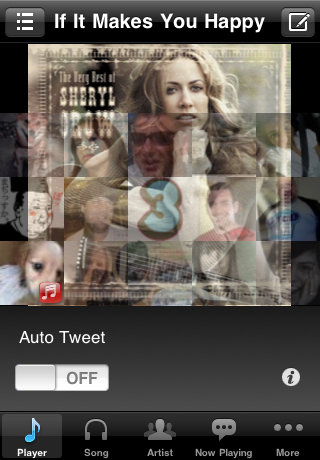 If It Makes You Happy
The Very Best of
SHERYL
CROW
3
Auto Tweet
OFF
Player
Song
Artist
Now Playing
More